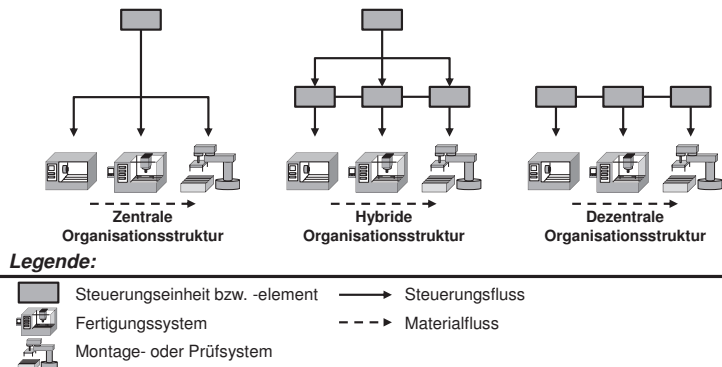 Zentrale
Organisationsstruktur
Hybride
Organisationsstruktur
Dezentrale
Organisationsstruktur
Legende:
Steuerungseinheit bzw. -element
Steuerungsfluss
Fertigungssystem
Materialfluss
Montage- oder Prüfsystem